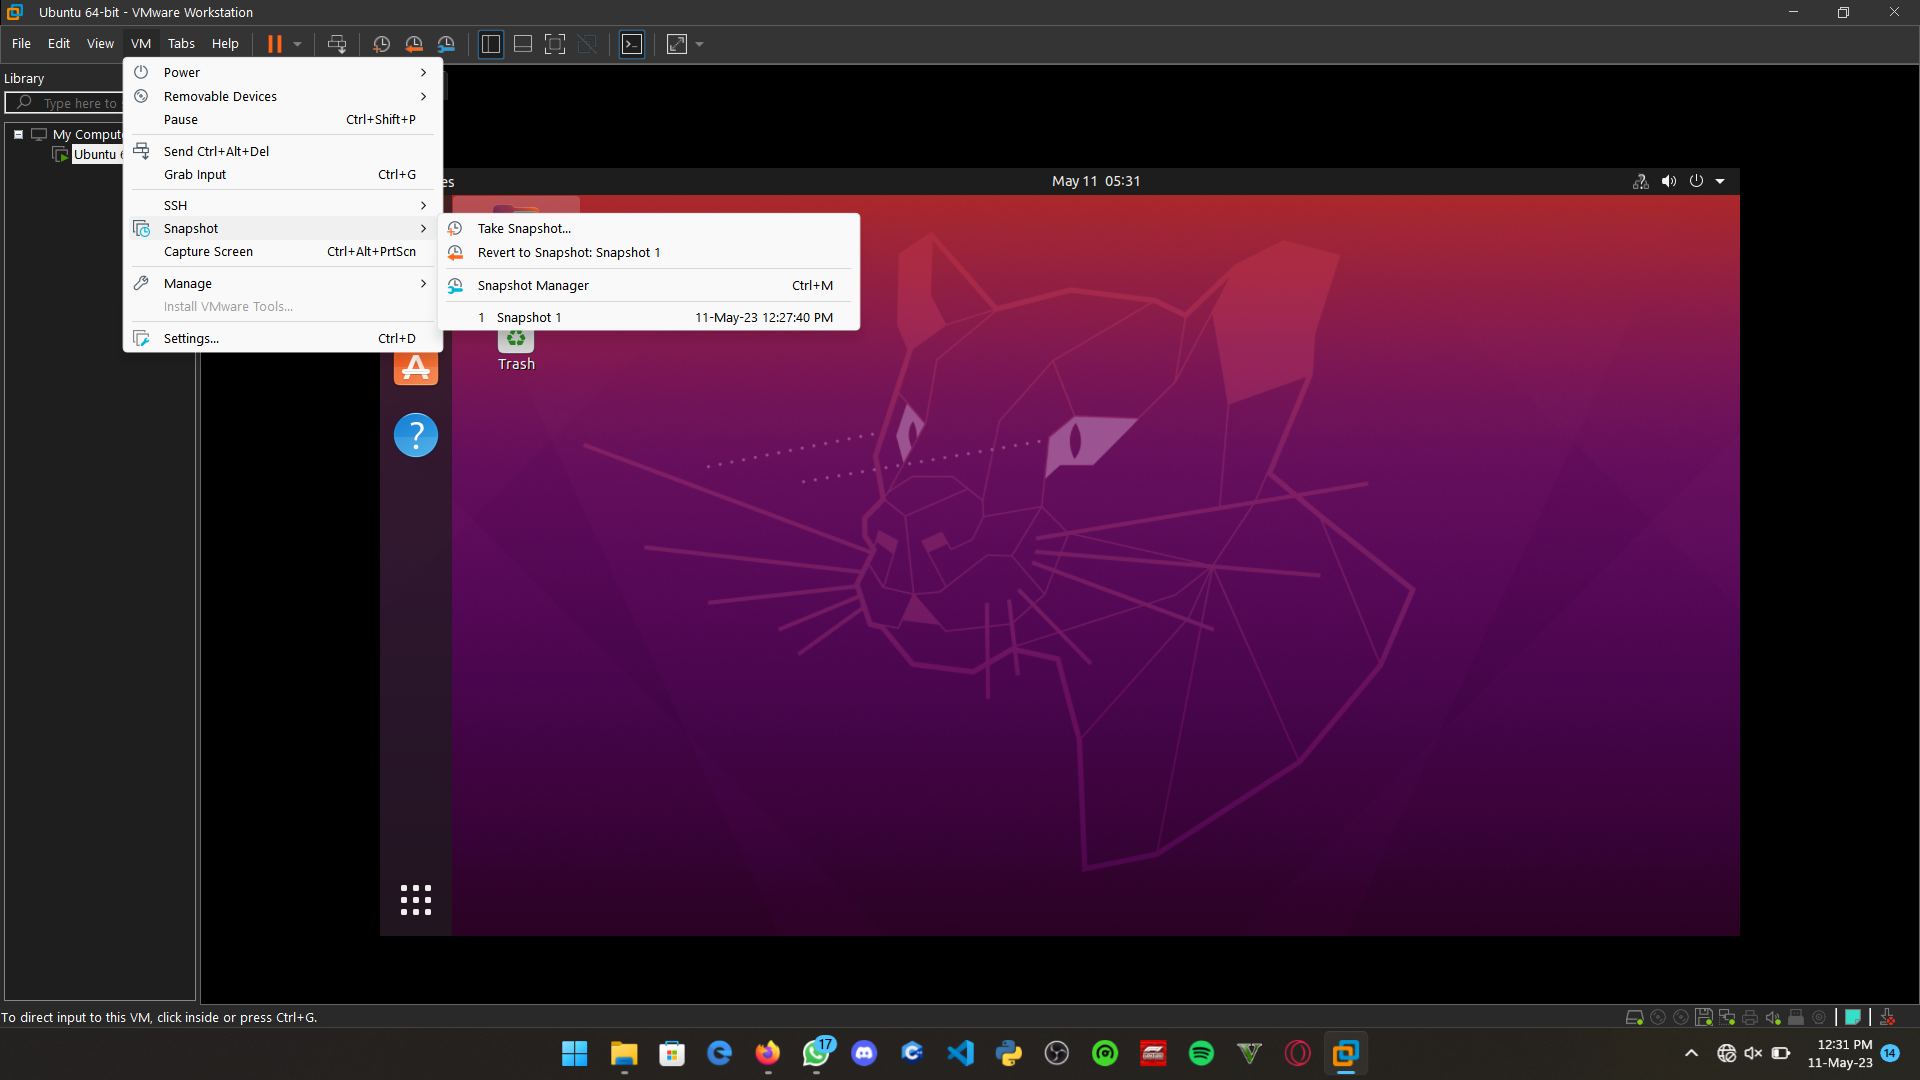 Ubuntu 64-bit - VMware Workstation
File Edit View VM Tabs Help
Library
Type here to
My Comput
Ubuntu 6
Power
Removable Devices
Pause Ctrl+Shift+P
Send Ctrl+Alt+Del
Grab Input Ctrl+G
SSH
Snapshot
Capture Screen Ctrl+Alt+PrtScn
Manage
Install VMware Tools...
Settings... Ctrl+D
Take Snapshot...
Revert to Snapshot: Snapshot 1
Snapshot Manager Ctrl+M
1 Snapshot 1 11-May-23 12:27:40 PM
es
May 11 05:31
Trash
To direct input to this VM, click inside or press Ctrl+G.
17
12:31 PM
11-May-23
14